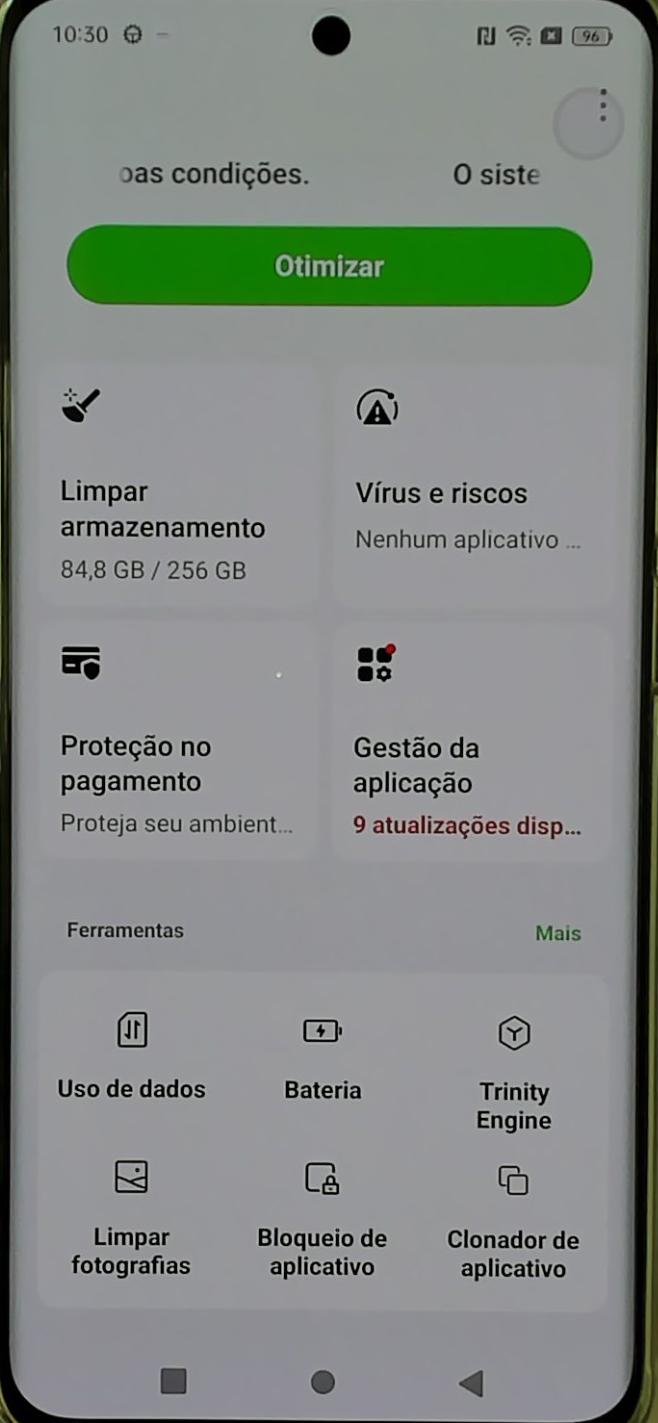 10:30
96
oas condições. O siste
Otimizar
Limpar
armazenamento
84,8 GB / 256 GB
Vírus e riscos
Nenhum aplicativo ...
Proteção no
pagamento
Proteja seu ambient...
Gestão da
aplicação
9 atualizações disp...
Ferramentas
Mais
Uso de dados
Bateria
Trinity
Engine
Limpar
fotografias
Bloqueio de
aplicativo
Clonador de
aplicativo